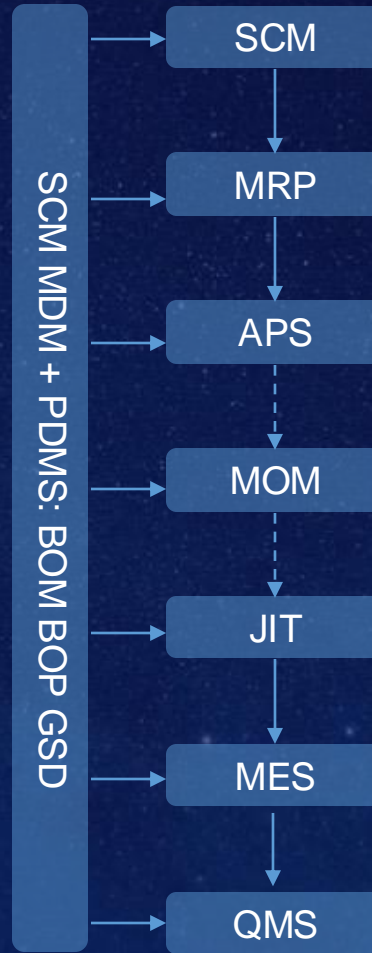 SCM MDM + PDMS: BOM BOP GSD
SCM
MRP
APS
MOM
JIT
MES
QMS